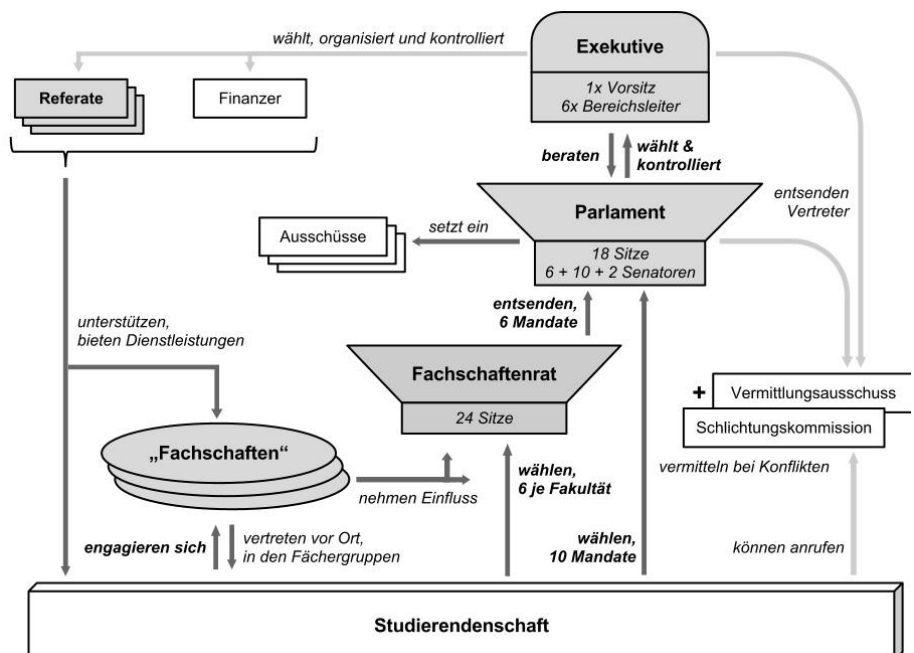 wählt, organisiert und kontrolliert
Exekutive
1x Vorsitz
6x Bereichsleiter
Referate
Finanzer
beraten
wählt &
kontrolliert
entsenden
Vertreter
Parlament
18 Sitze
6 + 10 + 2 Senatoren
setzt ein
Ausschüsse
entsenden,
6 Mandate
unterstützen,
bieten Dienstleistungen
Fachschaftenrat
24 Sitze
+ Vermittlungsausschuss
Schlichtungskommission
vermitteln bei Konflikten
„Fachschaften“
nehmen Einfluss
wählen,
6 je Fakultät
engagieren sich
vertreten vor Ort,
in den Fächergruppen
wählen,
10 Mandate
können anrufen
Studierendenschaft